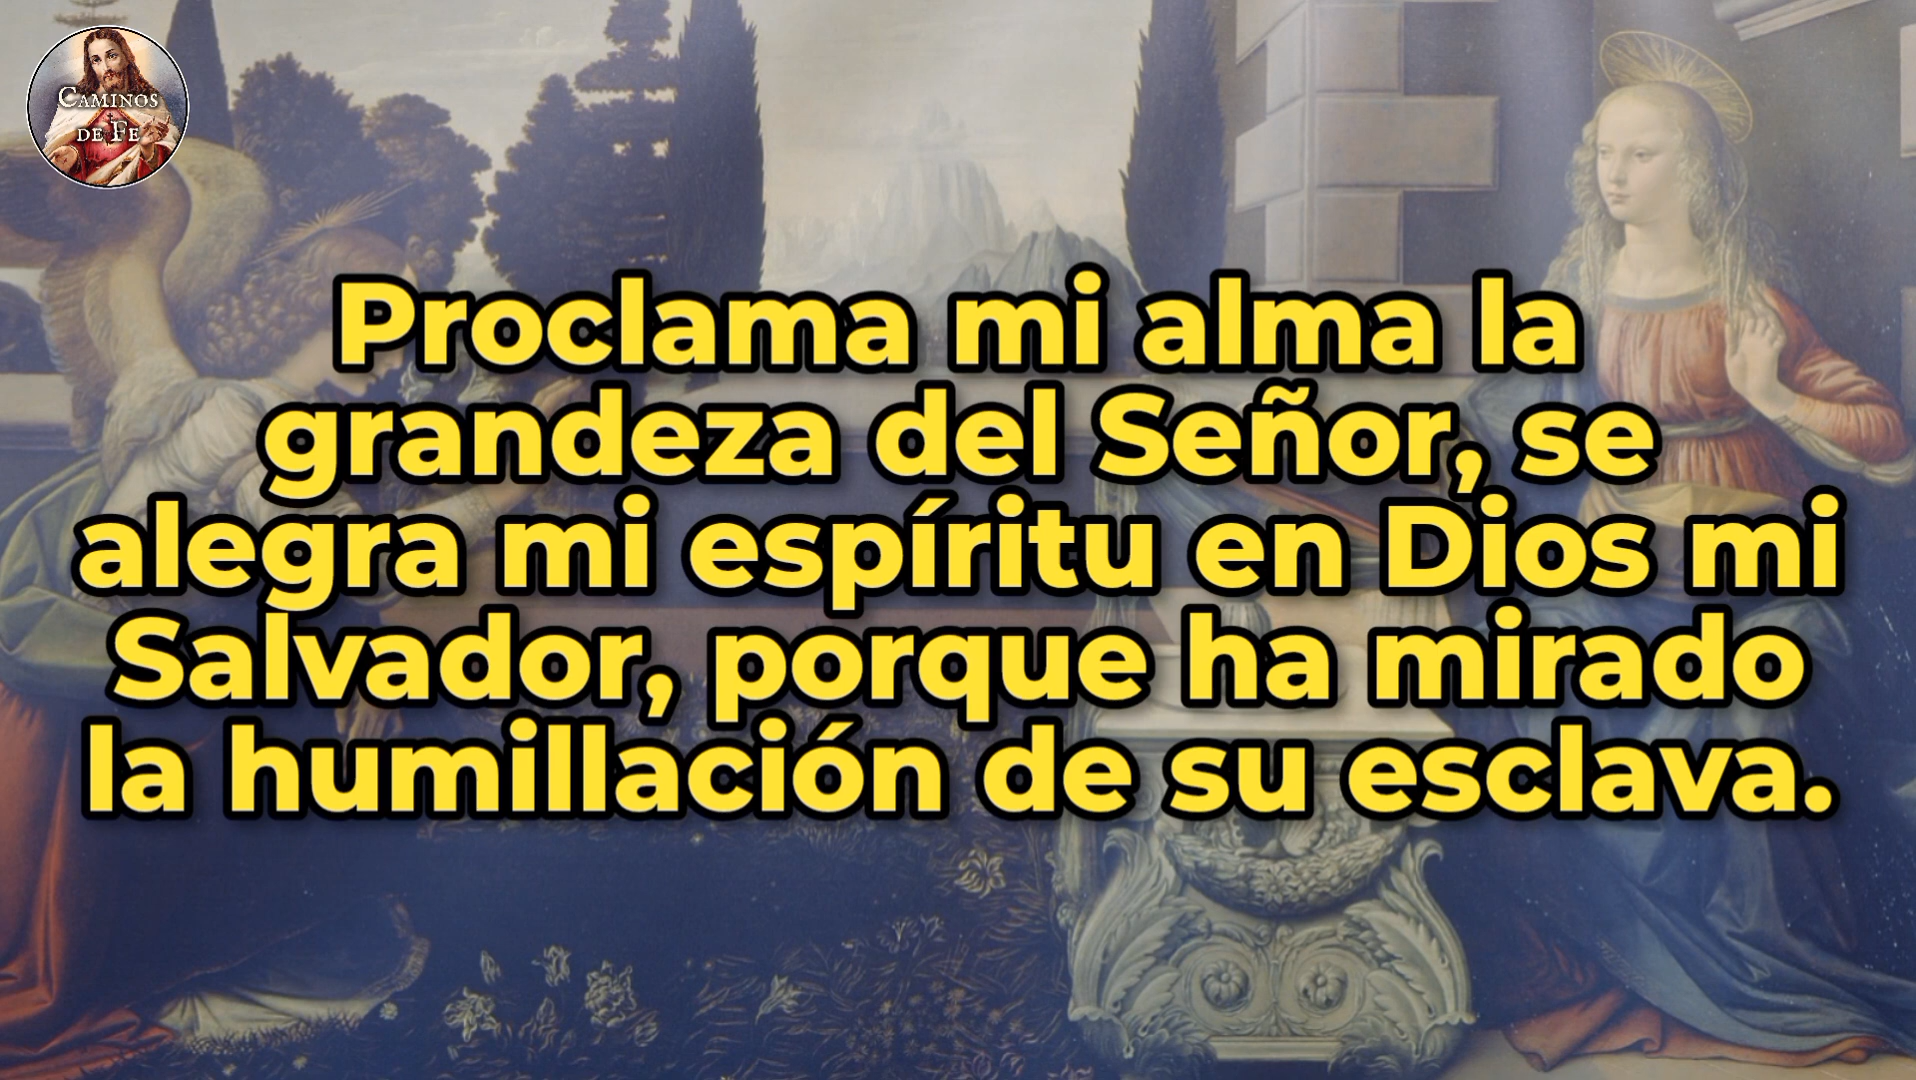 CAMINOS
DE FE
Proclama mi alma la
grandeza del Señor, se
alegra mi espíritu en Dios mi
Salvador, porque ha mirado
la humillación de su esclava.